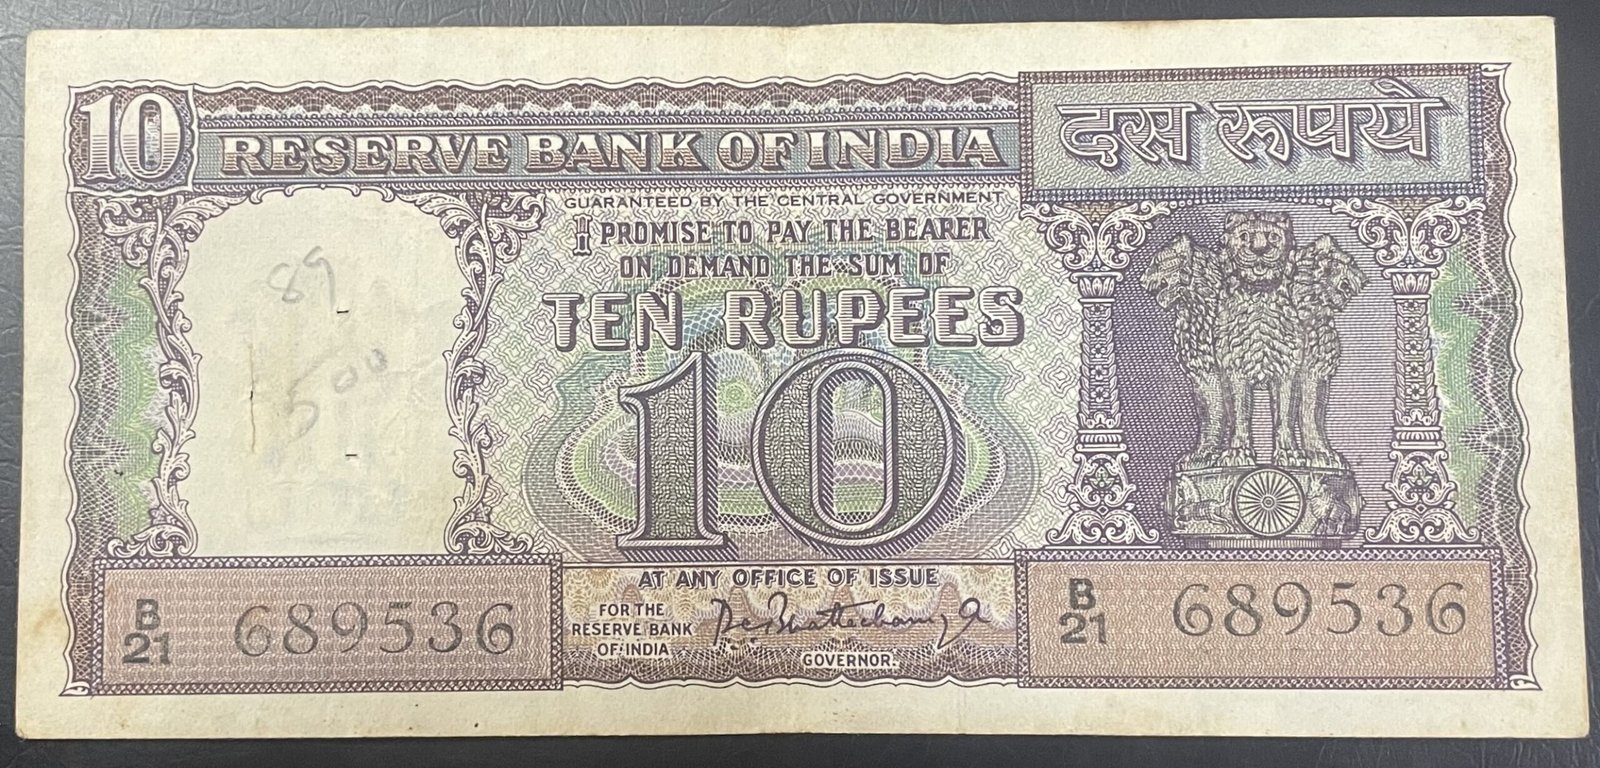 10
RESERVE BANK OF INDIA
दस रूपये
GUARANTEED BY THE CENTRAL GOVERNMENT
I PROMISE TO PAY THE BEARER
ON DEMAND THE SUM OF
TEN RUPEES
10
89
500
AT ANY OFFICE OF ISSUE
FOR THE
RESERVE BANK
OF INDIA
P c Bhattacharyya
GOVERNOR.
B
21 689536
B
21 689536